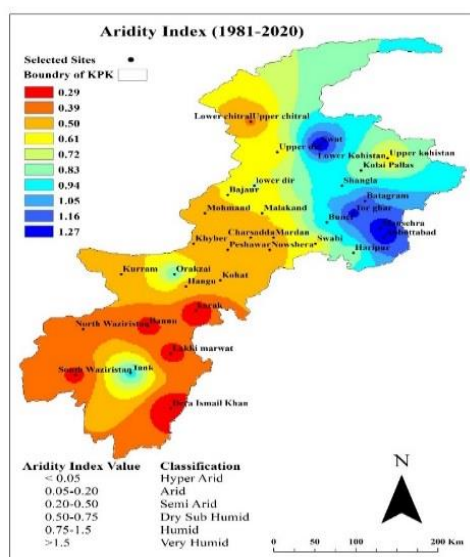 Aridity Index (1981-2020)
Selected Sites
Boundry of KPK
0.29
0.39
0.50
0.61
0.72
0.83
0.94
1.05
1.16
1.27
Lower chitral Upper chitral
Swat
Upper
Lower Kohistan
Upper kohistan
Kolai Pallas
lower dir
Shangla
Bajaur
Batagram
Mohmand
Malakand
Buner
Tor ghar
Charsadda
Mardan
Khyber
Peshawar
Nowshera
Swabi
Haripur
Kurram
Orakzai
Hangu
Kohat
North Waziristan
Bannu
Karak
Lakki marwat
South Waziristan
Dera Ismail Khan
Aridity Index Value
Classification
< 0.05
Hyper Arid
0.05-0.20
Arid
0.20-0.50
Semi Arid
0.50-0.75
Dry Sub Humid
0.75-1.5
Humid
>1.5
Very Humid
N
0
50
100
200 Km